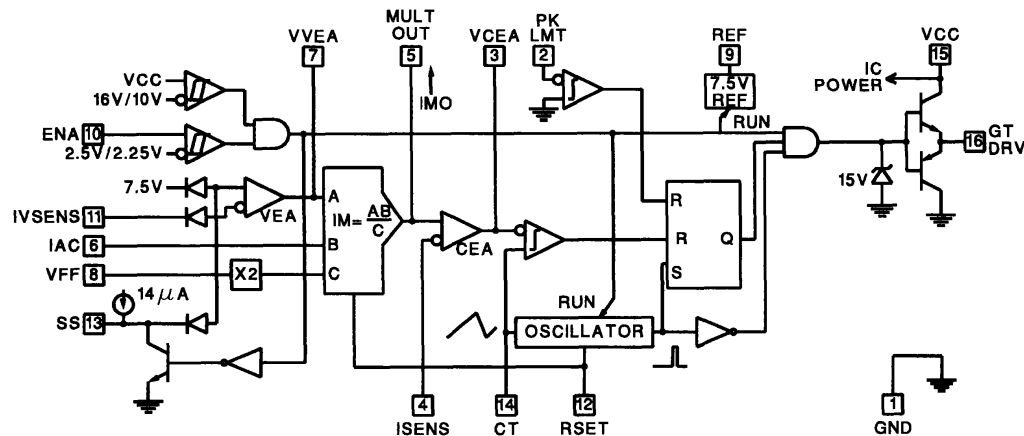 VVEA
7
MULT
OUT
5
IMO
VCEA
3
PK
LMT
2
REF
9
7.5V
REF
RUN
VCC
15
IC
POWER
VCC
16V/10V
ENA 10
2.5V/2.25V
7.5V
IVSENS 11
VEA
IAC 6
VFF 8
X2
14μA
SS 13
A
B
C
IM= AB
C
CEA
R
R
S
Q
RUN
OSCILLATOR
15V
16 GT
DRV
4
ISENS
14
CT
12
RSET
1
GND